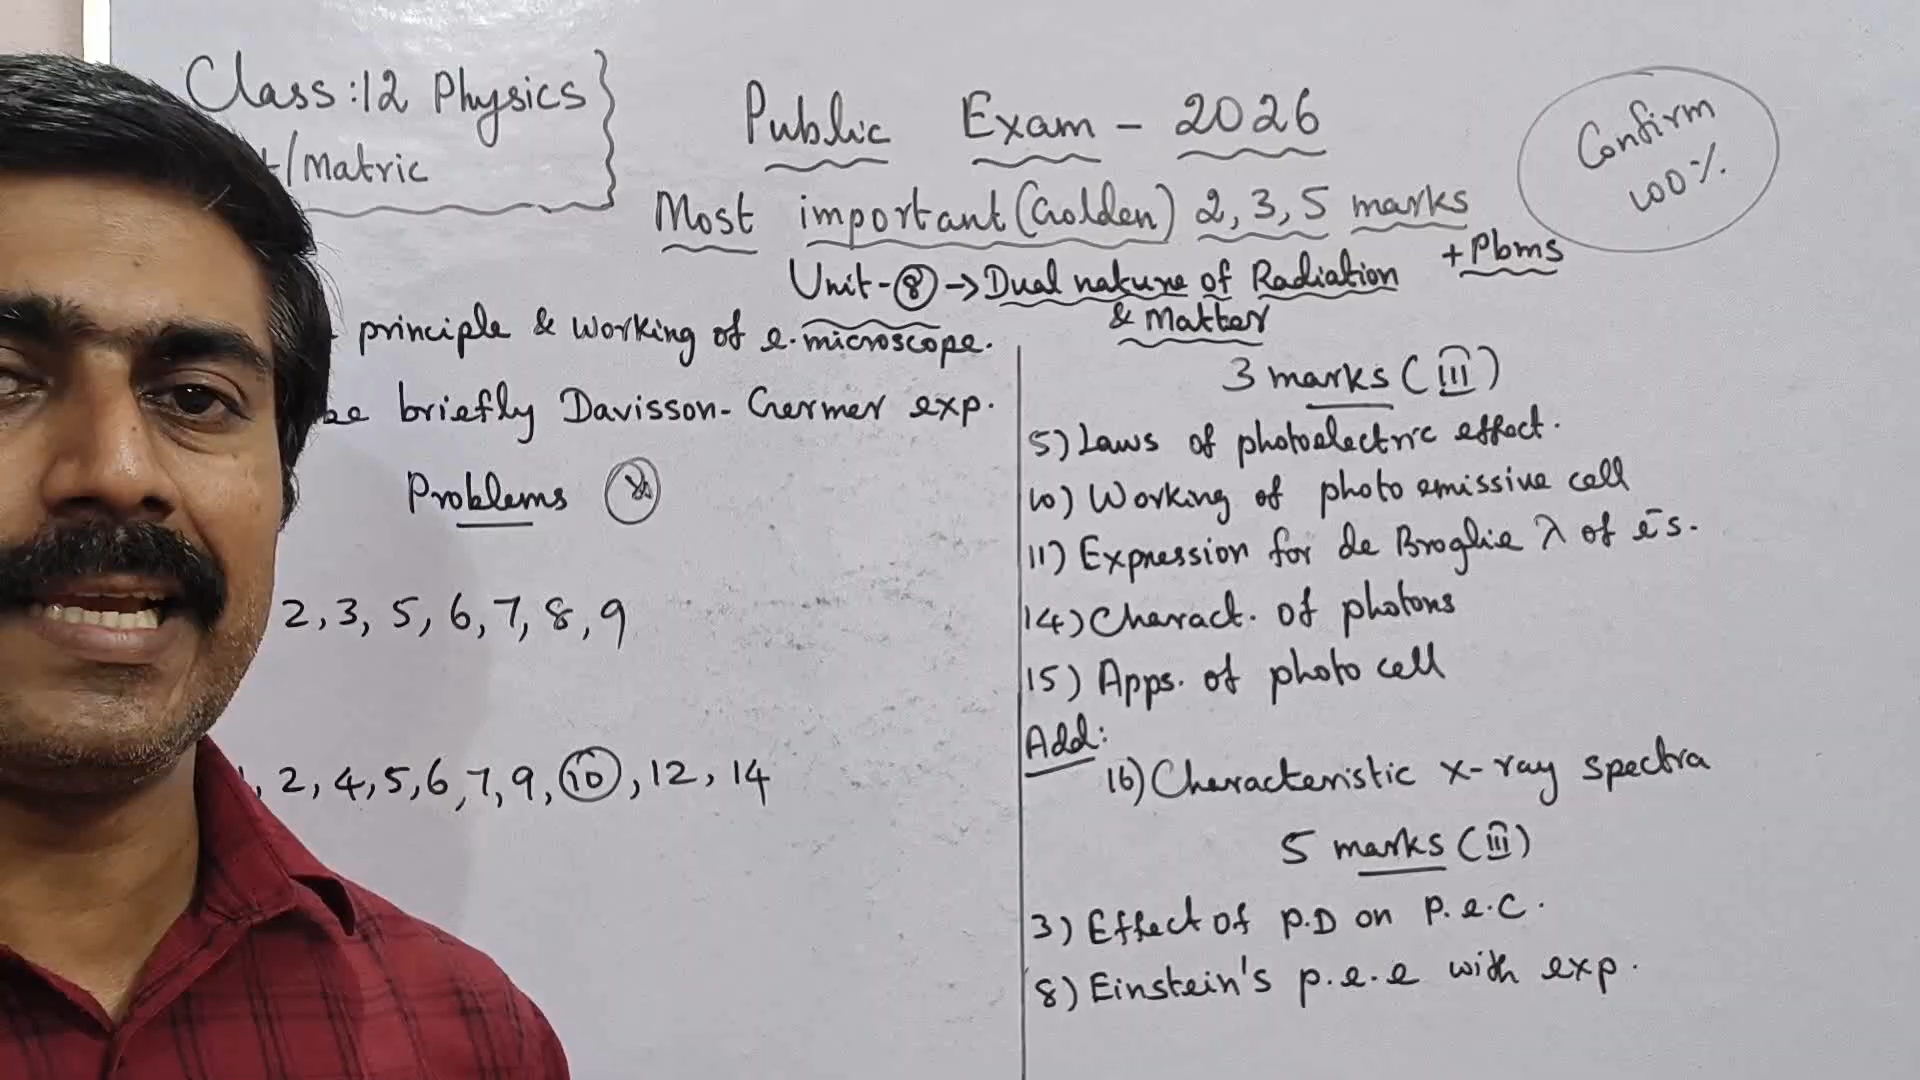 Class:12 Physics
/Matric
Public Exam - 2026
Confirm
100%
Most important (Golden) 2, 3, 5 marks
+ Pbms
Unit-8 → Dual nature of Radiation
& Matter
principle & working of e.microscope.
briefly Davisson-Germer exp.
Problems
2, 3, 5, 6, 7, 8, 9
, 2, 4, 5, 6, 7, 9, 10, 12, 14
3 marks (III)
5) Laws of photoelectric effect.
10) Working of photo emissive cell
11) Expression for de Broglie λ of e⁻s.
14) Charact. of photons
15) Apps. of photo cell
Add:
16) Characteristic x-ray spectra
5 marks (III)
3) Effect of P.D on P.e.C.
8) Einstein's p.e.e with exp.